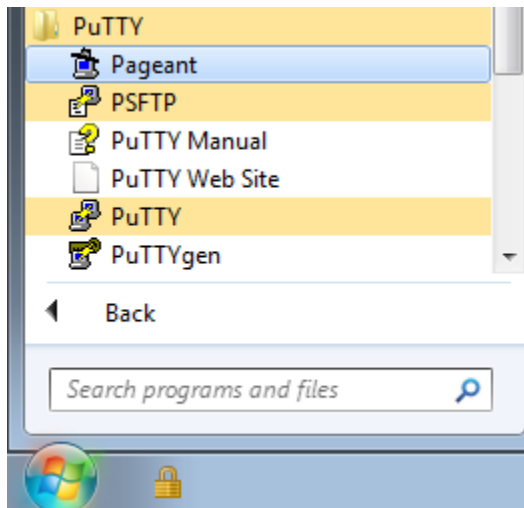 PuTTY
Pageant
PSFTP
PuTTY Manual
PuTTY Web Site
PuTTY
PuTTYgen
Back
Search programs and files